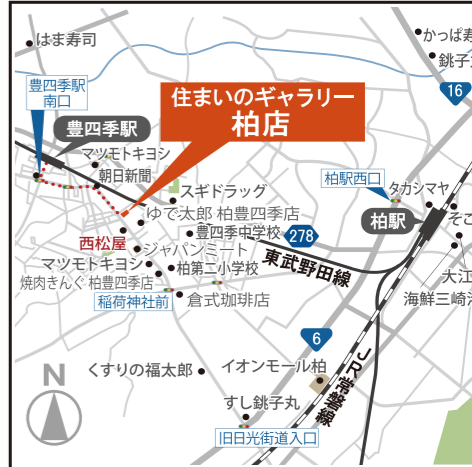 はま寿司
かっぱ寿
銚子
16
豊四季駅
南口
住まいのギャラリー
柏店
豊四季駅
マツモトキヨシ
朝日新聞
スギドラッグ
柏駅西口
タカシマヤ
ゆで太郎 柏豊四季店
豊四季中学校
278
柏駅
そこ
西松屋
ジャパンミート
東武野田線
マツモトキヨシ
柏第二小学校
焼肉きんぐ 柏豊四季店
大江
海鮮三崎
稲荷神社前
倉式珈琲店
6
JR常磐線
N
くすりの福太郎
イオンモール柏
すし銚子丸
旧日光街道入口